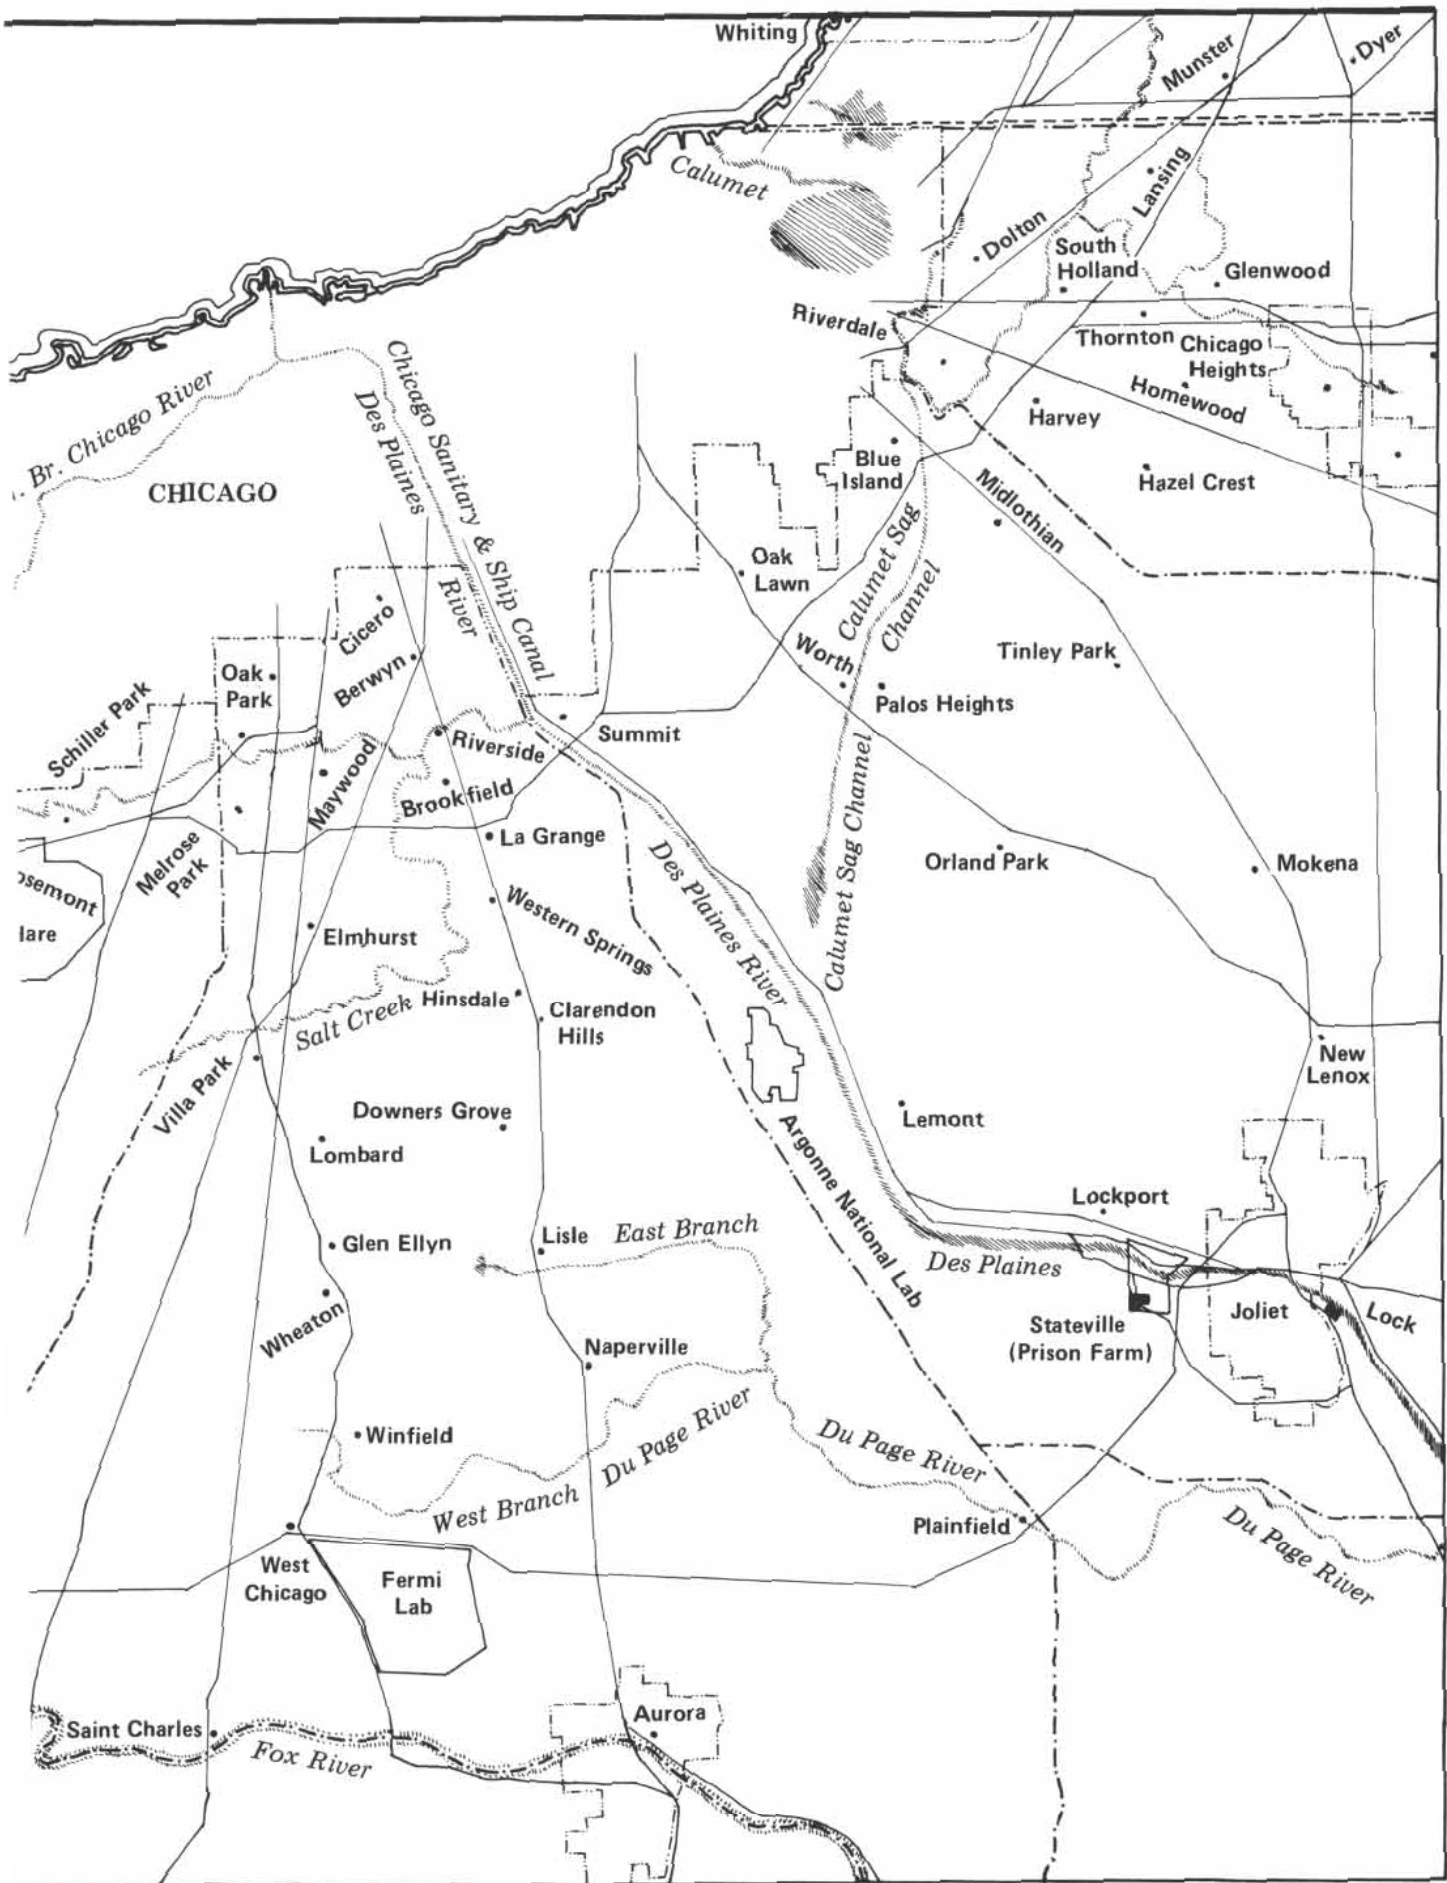 Whiting
Munster
Dyer
Calumet
Lansing
Dolton
South
Holland
Glenwood
Riverdale
Thornton
Chicago
Heights
Homewood
Harvey
Br. Chicago River
CHICAGO
Des Plaines
River
Chicago Sanitary & Ship Canal
Blue
Island
Hazel Crest
Midlothian
Calumet Sag
Channel
Oak
Lawn
Cicero
Berwyn
Oak
Park
Worth
Tinley Park
Palos Heights
Schiller Park
Summit
Riverside
Maywood
Brookfield
La Grange
Melrose
Park
Des Plaines River
Calumet Sag Channel
Orland Park
Mokena
osemont
lare
Elmhurst
Western Springs
Salt Creek
Hinsdale
Clarendon
Hills
New
Lenox
Villa Park
Downers Grove
Lombard
Lemont
Argonne National Lab
Lockport
Glen Ellyn
Lisle
East Branch
Des Plaines
Wheaton
Stateville
(Prison Farm)
Joliet
Lock
Naperville
Winfield
Du Page River
Du Page River
West Branch
Plainfield
Du Page River
West
Chicago
Fermi
Lab
Saint Charles
Fox River
Aurora